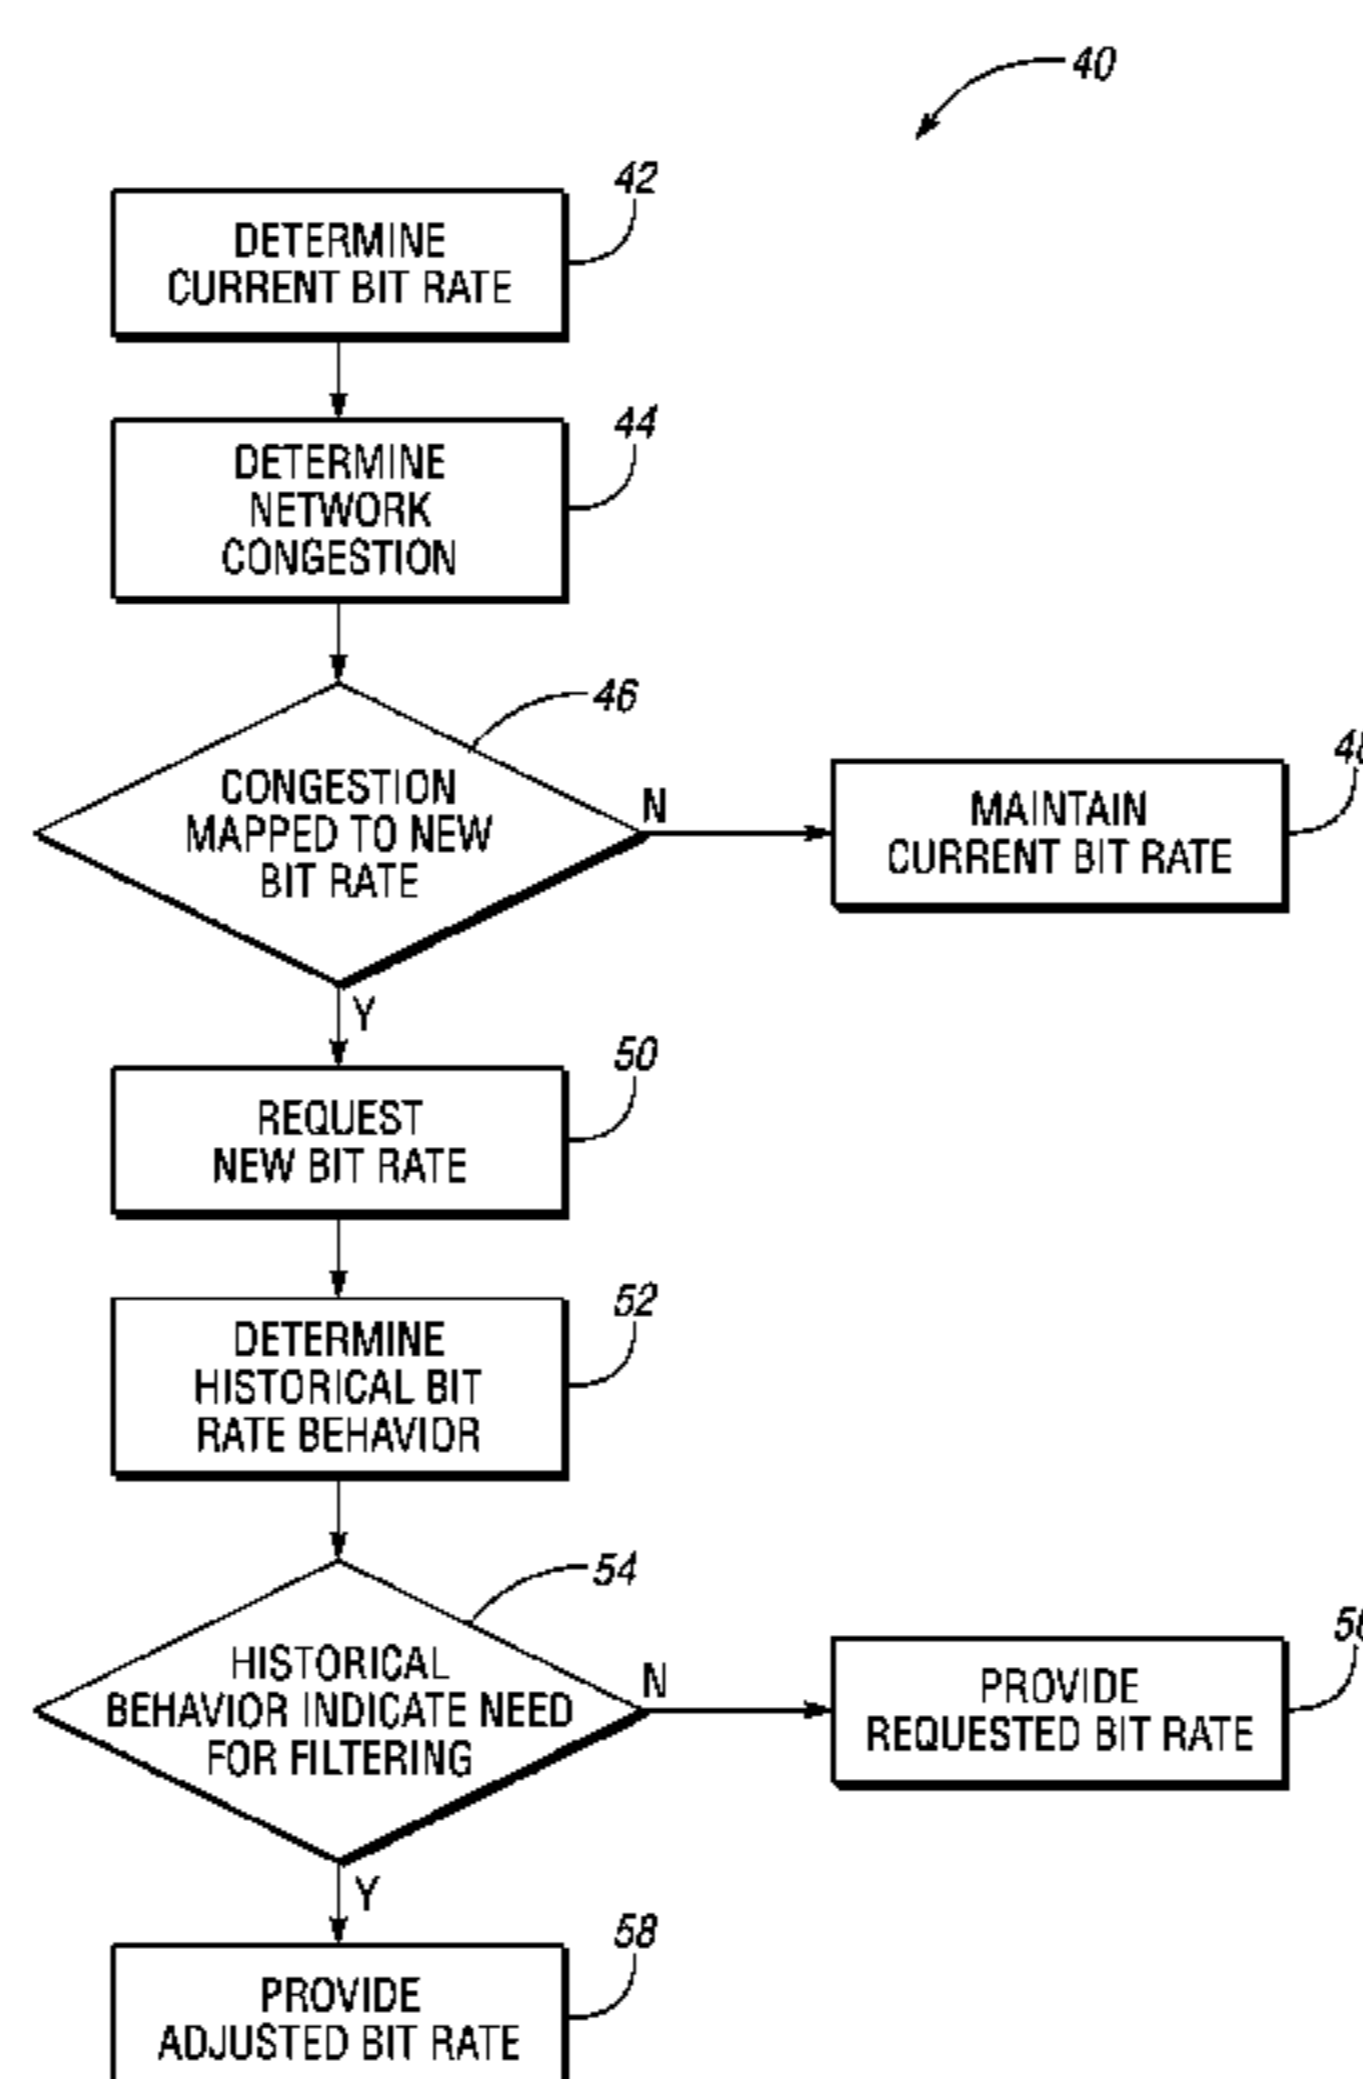 40
42
DETERMINE
CURRENT BIT RATE
44
DETERMINE
NETWORK
CONGESTION
46
CONGESTION
MAPPED TO NEW
BIT RATE
N
MAINTAIN
CURRENT BIT RATE
Y
50
REQUEST
NEW BIT RATE
52
DETERMINE
HISTORICAL BIT
RATE BEHAVIOR
54
HISTORICAL
BEHAVIOR INDICATE NEED
FOR FILTERING
N
PROVIDE
REQUESTED BIT RATE
Y
58
PROVIDE
ADJUSTED BIT RATE